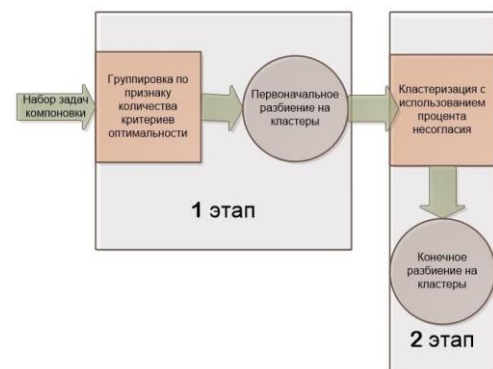 Набор задач
компоновки
Группировка по
признаку
количества
критериев
оптимальности
Первоначальное
разбиение на
кластеры
1 этап
Кластеризация с
использованием
процента
несогласия
Конечное
разбиение на
кластеры
2 этап